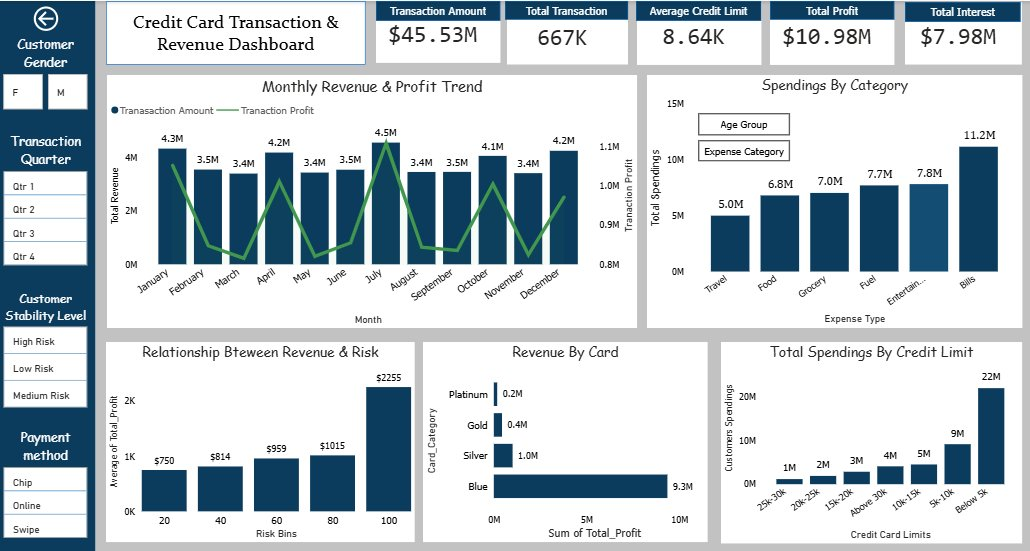 Customer
Gender
F
M
Transaction
Quarter
Qtr 1
Qtr 2
Qtr 3
Qtr 4
Customer
Stability Level
High Risk
Low Risk
Medium Risk
Payment
method
Chip
Online
Swipe
Credit Card Transaction &
Revenue Dashboard
Transaction Amount
$45.53M
Total Transaction
667K
Average Credit Limit
8.64K
Total Profit
$10.98M
Total Interest
$7.98M
Monthly Revenue & Profit Trend
Tranasaction Amount
Tranaction Profit
Total Revenue
4M
2M
0M
4.3M
3.5M
3.4M
4.2M
3.4M
3.5M
4.5M
3.4M
3.5M
4.1M
3.4M
4.2M
1.1M
1.0M
0.9M
0.8M
Tranaction Profit
January
February
March
April
May
June
July
August
September
October
November
December
Month
Spendings By Category
Age Group
Expense Category
Total Spendings
15M
10M
5M
0M
5.0M
6.8M
7.0M
7.7M
7.8M
11.2M
Travel
Food
Grocery
Fuel
Entertain...
Bills
Expense Type
Relationship Bteween Revenue & Risk
Average of Total_Profit
2K
1K
0K
$750
$814
$959
$1015
$2255
20
40
60
80
100
Risk Bins
Revenue By Card
Card_Category
Platinum
0.2M
Gold
0.4M
Silver
1.0M
Blue
9.3M
0M
5M
10M
Sum of Total_Profit
Total Spendings By Credit Limit
Customers Spendings
20M
10M
0M
1M
2M
3M
4M
5M
9M
22M
25k-30k
20k-25k
15k-20k
Above 30k
10k-15k
5k-10k
Below 5k
Credit Card Limits